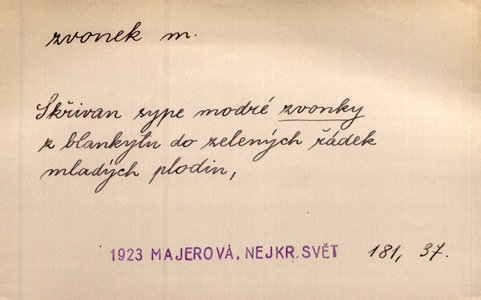 zvonek m.
Skřivan sype modré zvonky
z blankytu do zelených řádek
mladých plodin,
1923 MAJEROVÁ, NEJKR. SVĚT 181, 37.